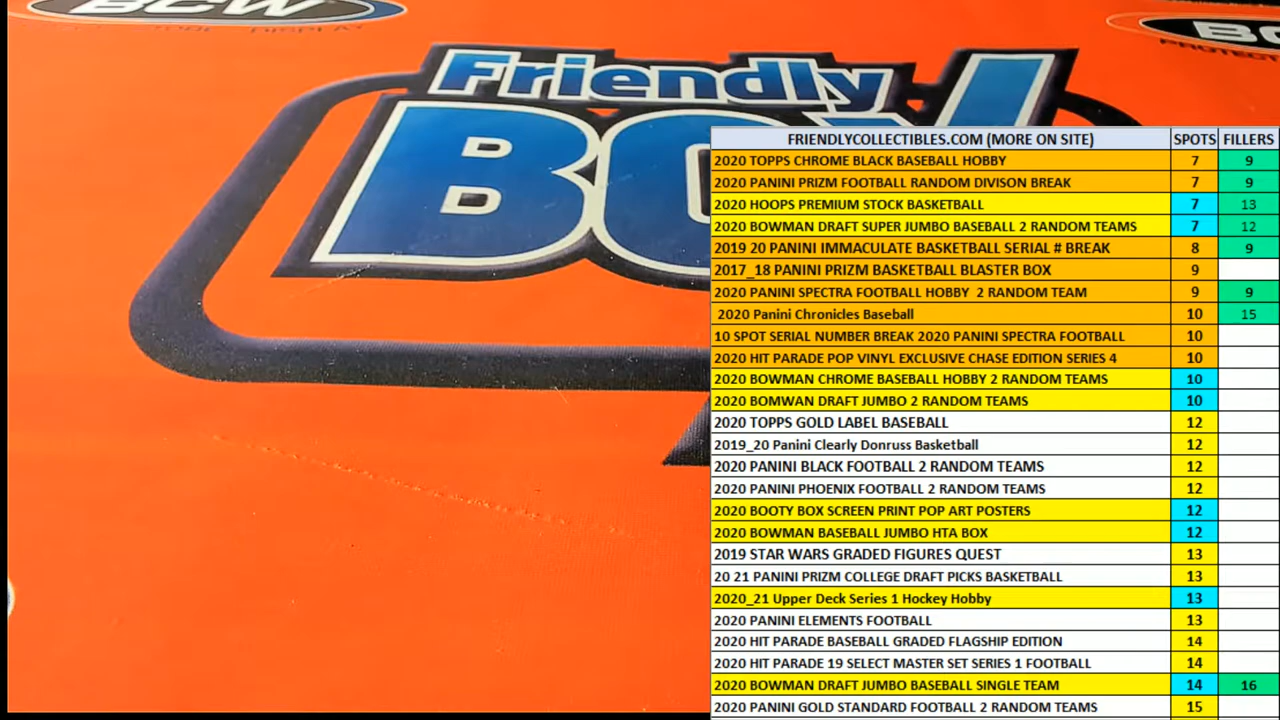 BCW
TOOL DISPLAY
Friendly
FRIENDLYCOLLECTIBLES.COM (MORE ON SITE) SPOTS FILLERS
2020 TOPPS CHROME BLACK BASEBALL HOBBY 7 9
2020 PANINI PRIZM FOOTBALL RANDOM DIVISON BREAK 7 9
2020 HOOPS PREMIUM STOCK BASKETBALL 7 13
2020 BOWMAN DRAFT SUPER JUMBO BASEBALL 2 RANDOM TEAMS 7 12
2019 20 PANINI IMMACULATE BASKETBALL SERIAL # BREAK 8 9
2017_18 PANINI PRIZM BASKETBALL BLASTER BOX 9
2020 PANINI SPECTRA FOOTBALL HOBBY 2 RANDOM TEAM 9 9
2020 Panini Chronicles Baseball 10 15
10 SPOT SERIAL NUMBER BREAK 2020 PANINI SPECTRA FOOTBALL 10
2020 HIT PARADE POP VINYL EXCLUSIVE CHASE EDITION SERIES 4 10
2020 BOWMAN CHROME BASEBALL HOBBY 2 RANDOM TEAMS 10
2020 BOMWAN DRAFT JUMBO 2 RANDOM TEAMS 10
2020 TOPPS GOLD LABEL BASEBALL 12
2019_20 Panini Clearly Donruss Basketball 12
2020 PANINI BLACK FOOTBALL 2 RANDOM TEAMS 12
2020 PANINI PHOENIX FOOTBALL 2 RANDOM TEAMS 12
2020 BOOTY BOX SCREEN PRINT POP ART POSTERS 12
2020 BOWMAN BASEBALL JUMBO HTA BOX 12
2019 STAR WARS GRADED FIGURES QUEST 13
20 21 PANINI PRIZM COLLEGE DRAFT PICKS BASKETBALL 13
2020_21 Upper Deck Series 1 Hockey Hobby 13
2020 PANINI ELEMENTS FOOTBALL 13
2020 HIT PARADE BASEBALL GRADED FLAGSHIP EDITION 14
2020 HIT PARADE 19 SELECT MASTER SET SERIES 1 FOOTBALL 14
2020 BOWMAN DRAFT JUMBO BASEBALL SINGLE TEAM 14 16
2020 PANINI GOLD STANDARD FOOTBALL 2 RANDOM TEAMS 15